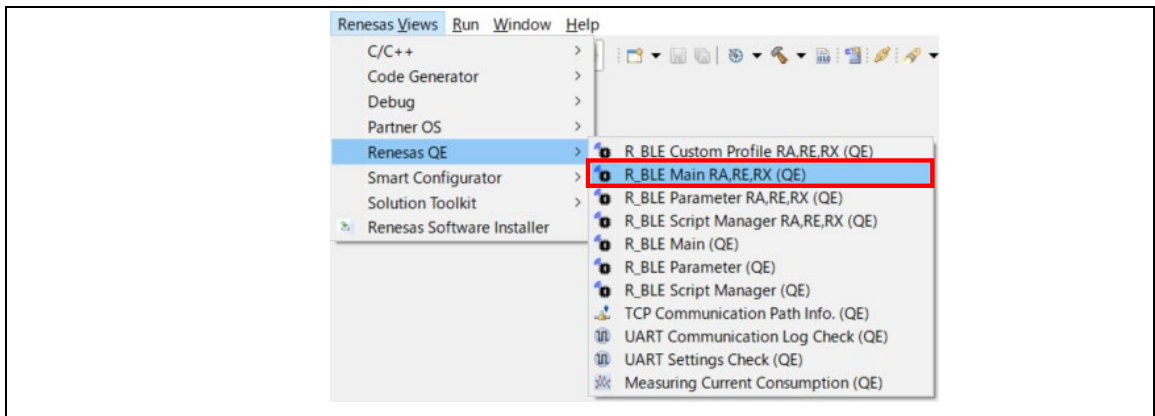 Renesas Views Run Window Help
C/C++
Code Generator
Debug
Partner OS
Renesas QE
Smart Configurator
Solution Toolkit
Renesas Software Installer
R_BLE Custom Profile RA,RE,RX (QE)
R_BLE Main RA,RE,RX (QE)
R_BLE Parameter RA,RE,RX (QE)
R_BLE Script Manager RA,RE,RX (QE)
R_BLE Main (QE)
R_BLE Parameter (QE)
R_BLE Script Manager (QE)
TCP Communication Path Info. (QE)
UART Communication Log Check (QE)
UART Settings Check (QE)
Measuring Current Consumption (QE)